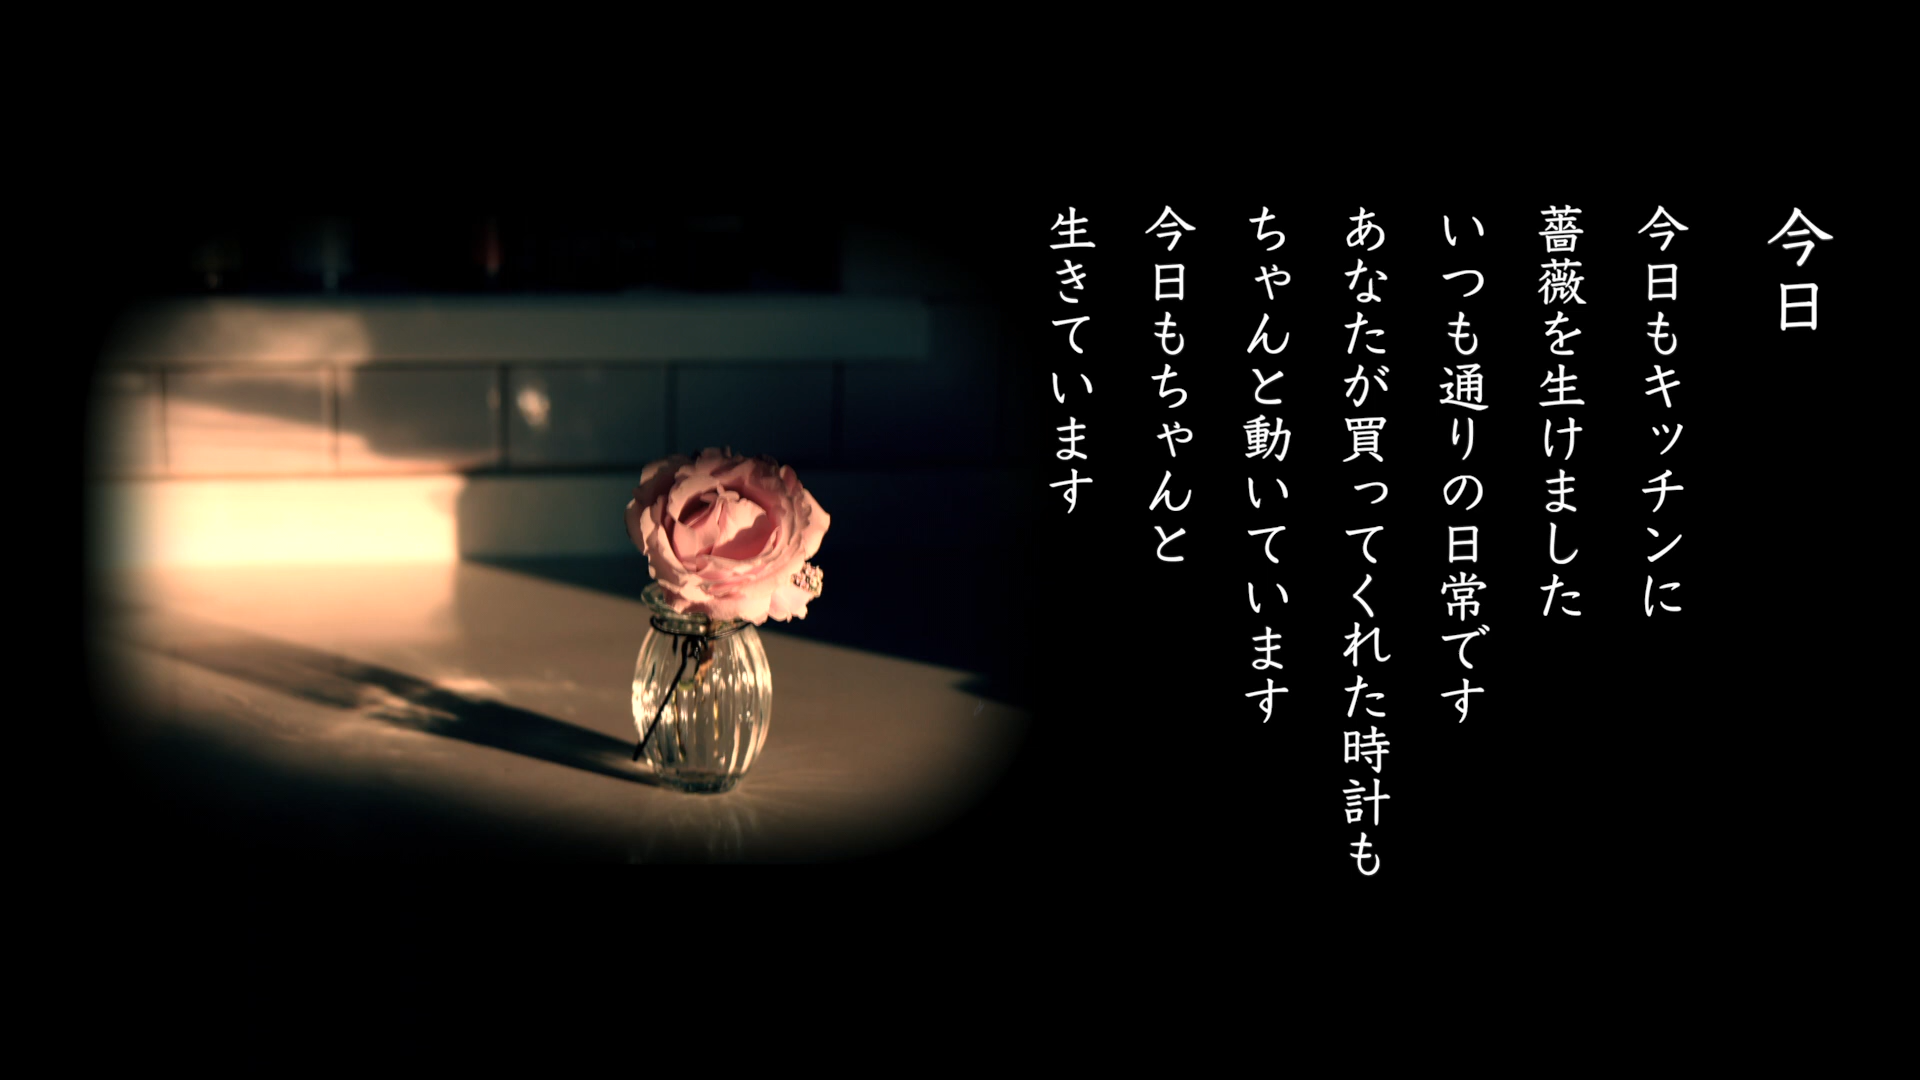 今日
今日もキッチンに
薔薇を生けました
いつも通りの日常です
あなたが買ってくれた時計も
ちゃんと動いています
今日もちゃんと
生きています